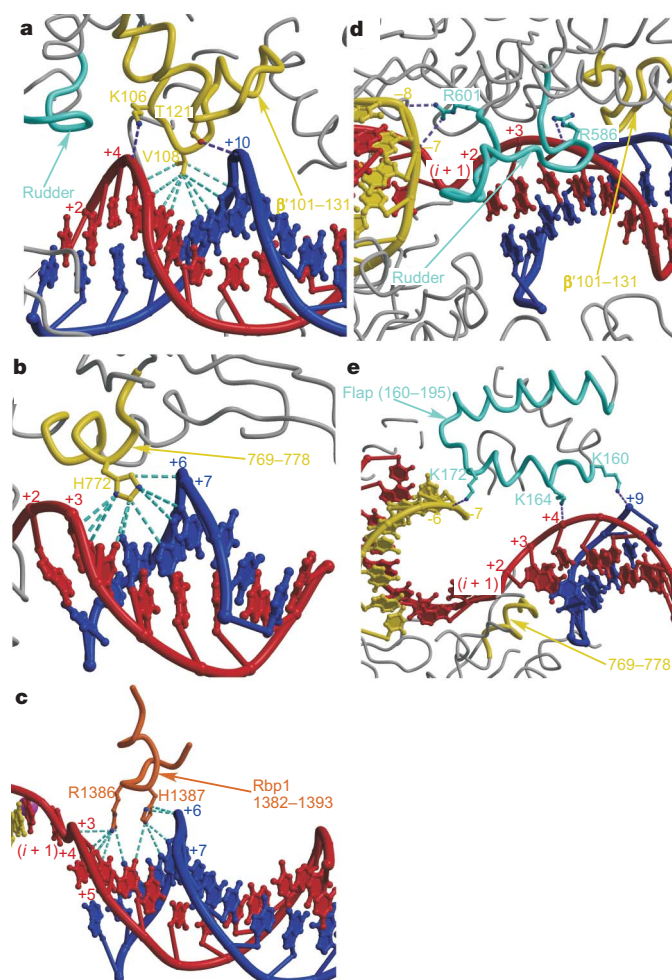 a
K106
T121
+4
V108
+10
Rudder
+2
β′101–131
b
769–778
H772
+6
+7
+2
+3
c
R1386
H1387
Rbp1
1382–1393
+6
+3
(i + 1)
+4
+7
+5
d
–8
R601
+3
R586
–7
+2
(i + 1)
Rudder
β′101–131
e
Flap (160–195)
K172
K160
K164
–6
–7
+4
+9
+3
+2
(i + 1)
769–778